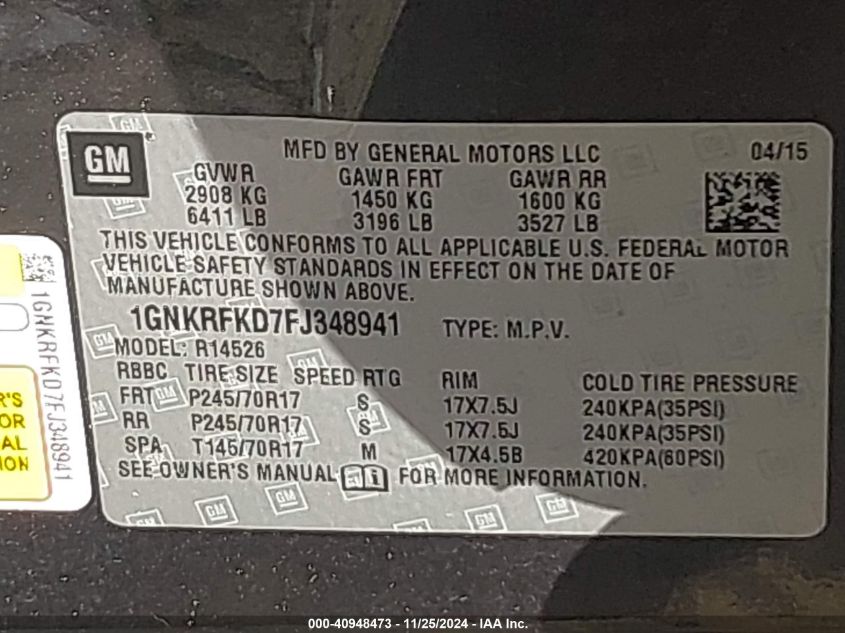 GM
MFD BY GENERAL MOTORS LLC 04/15
GVWR GAWR FRT GAWR RR
2908 KG 1450 KG 1600 KG
6411 LB 3196 LB 3527 LB
THIS VEHICLE CONFORMS TO ALL APPLICABLE U.S. FEDERAL MOTOR
VEHICLE SAFETY STANDARDS IN EFFECT ON THE DATE OF
MANUFACTURE SHOWN ABOVE.
1GNKRFKD7FJ348941 TYPE: M.P.V.
MODEL: R14526
RBBC TIRE SIZE SPEED RTG RIM COLD TIRE PRESSURE
FRT P245/70R17 S 17X7.5J 240KPA(35PSI)
RR P245/70R17 S 17X7.5J 240KPA(35PSI)
SPA T145/70R17 M 17X4.5B 420KPA(60PSI)
SEE OWNER'S MANUAL FOR MORE INFORMATION.
1GNKRFKD7FJ348941
R'S
OR
AL
ION
000-40948473 - 11/25/2024 - IAA Inc.